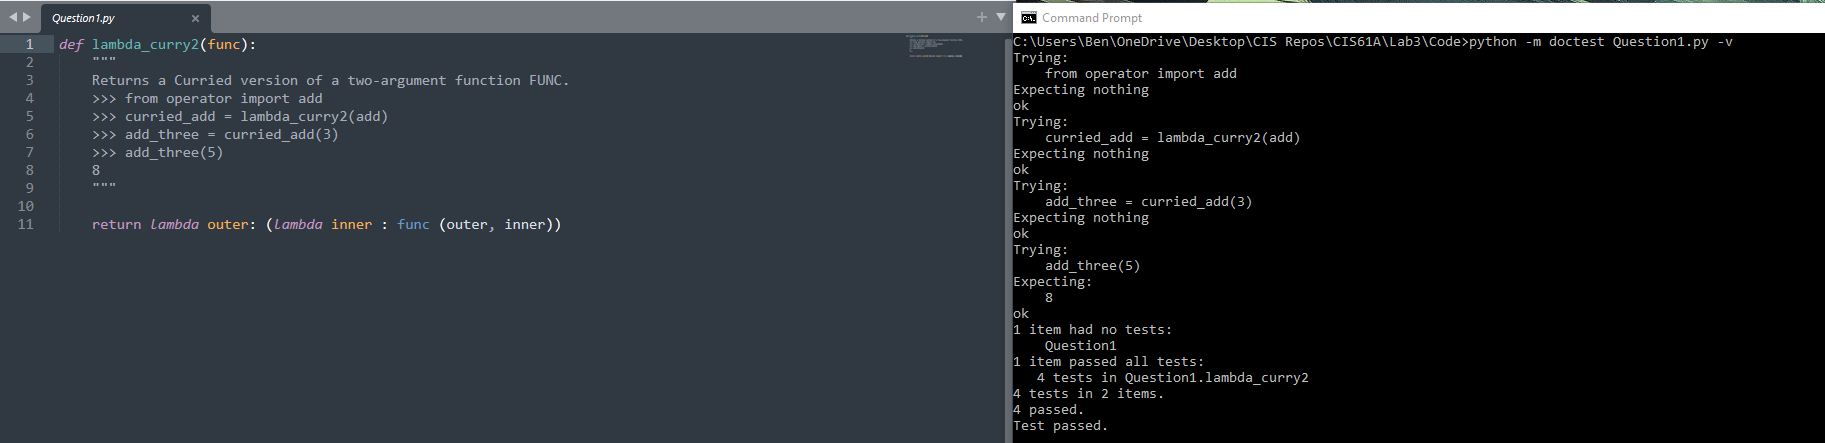 Question1.py
1 def lambda_curry2(func):
2     """
3     Returns a Curried version of a two-argument function FUNC.
4     >>> from operator import add
5     >>> curried_add = lambda_curry2(add)
6     >>> add_three = curried_add(3)
7     >>> add_three(5)
8     8
9     """
10
11     return lambda outer: (lambda inner : func (outer, inner))
Command Prompt
C:\Users\Ben\OneDrive\Desktop\CIS Repos\CIS61A\Lab3\Code>python -m doctest Question1.py -v
Trying:
    from operator import add
Expecting nothing
ok
Trying:
    curried_add = lambda_curry2(add)
Expecting nothing
ok
Trying:
    add_three = curried_add(3)
Expecting nothing
ok
Trying:
    add_three(5)
Expecting:
    8
ok
1 item had no tests:
    Question1
1 item passed all tests:
   4 tests in Question1.lambda_curry2
4 tests in 2 items.
4 passed.
Test passed.